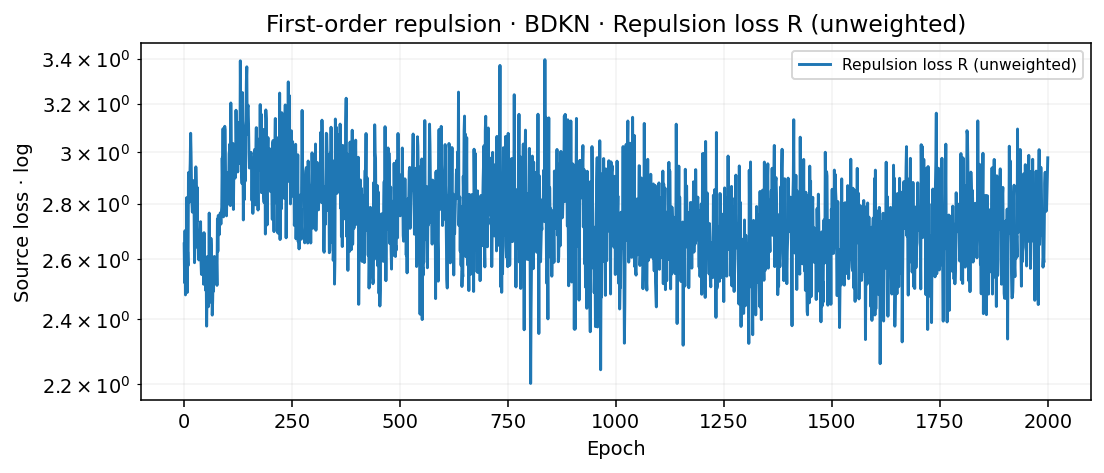 First-order repulsion · BDKN · Repulsion loss R (unweighted)
Repulsion loss R (unweighted)
Source loss · log
3.4 × 10⁰
3.2 × 10⁰
3 × 10⁰
2.8 × 10⁰
2.6 × 10⁰
2.4 × 10⁰
2.2 × 10⁰
0 250 500 750 1000 1250 1500 1750 2000
Epoch